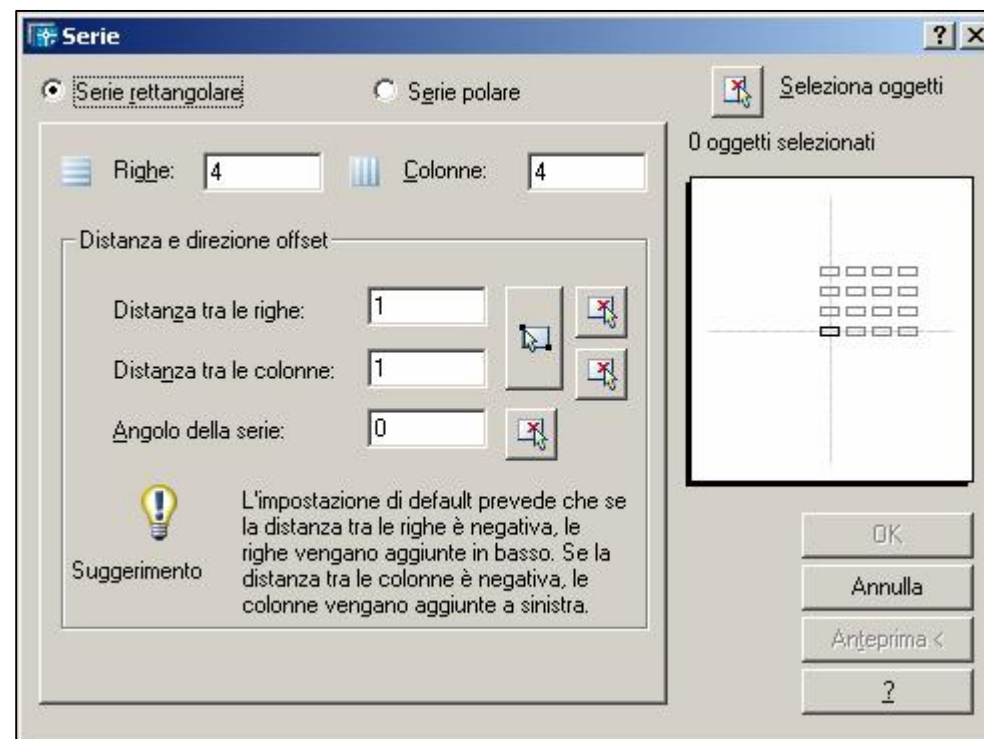 Serie
Serie rettangolare
Serie polare
Seleziona oggetti
0 oggetti selezionati
Righe: 4
Colonne: 4
Distanza e direzione offset
Distanza tra le righe: 1
Distanza tra le colonne: 1
Angolo della serie: 0
Suggerimento
L'impostazione di default prevede che se
la distanza tra le righe è negativa, le
righe vengano aggiunte in basso. Se la
distanza tra le colonne è negativa, le
colonne vengano aggiunte a sinistra.
OK
Annulla
Anteprima <
?